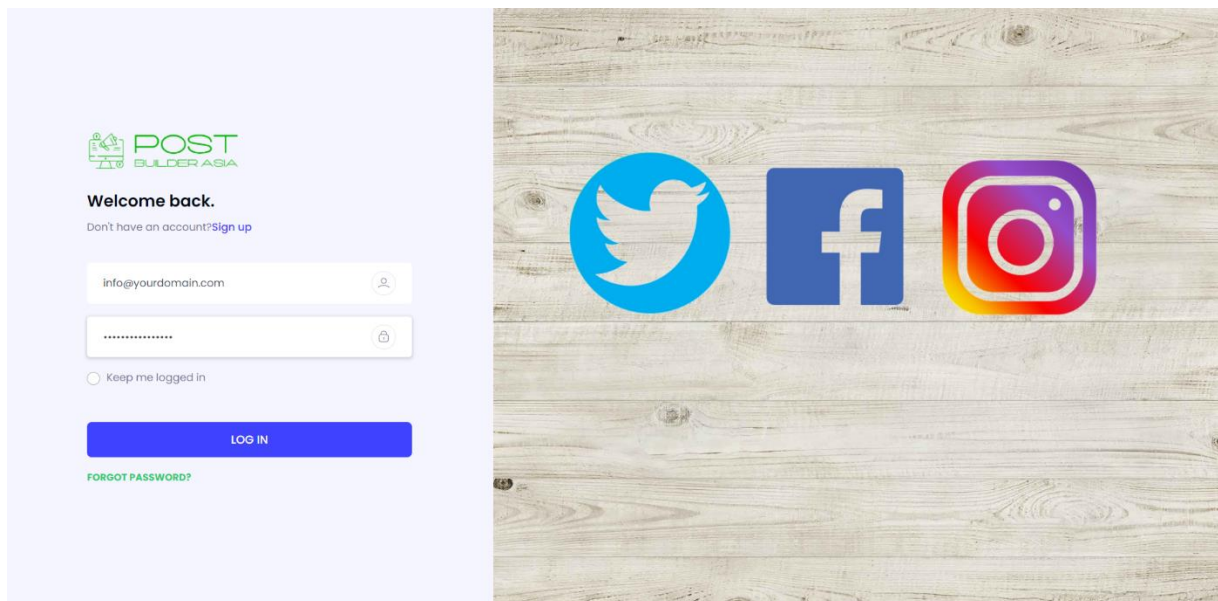 POST
BUILDER ASIA
Welcome back.
Don't have an account?Sign up
info@yourdomain.com
••••••••••••••••
Keep me logged in
LOG IN
FORGOT PASSWORD?